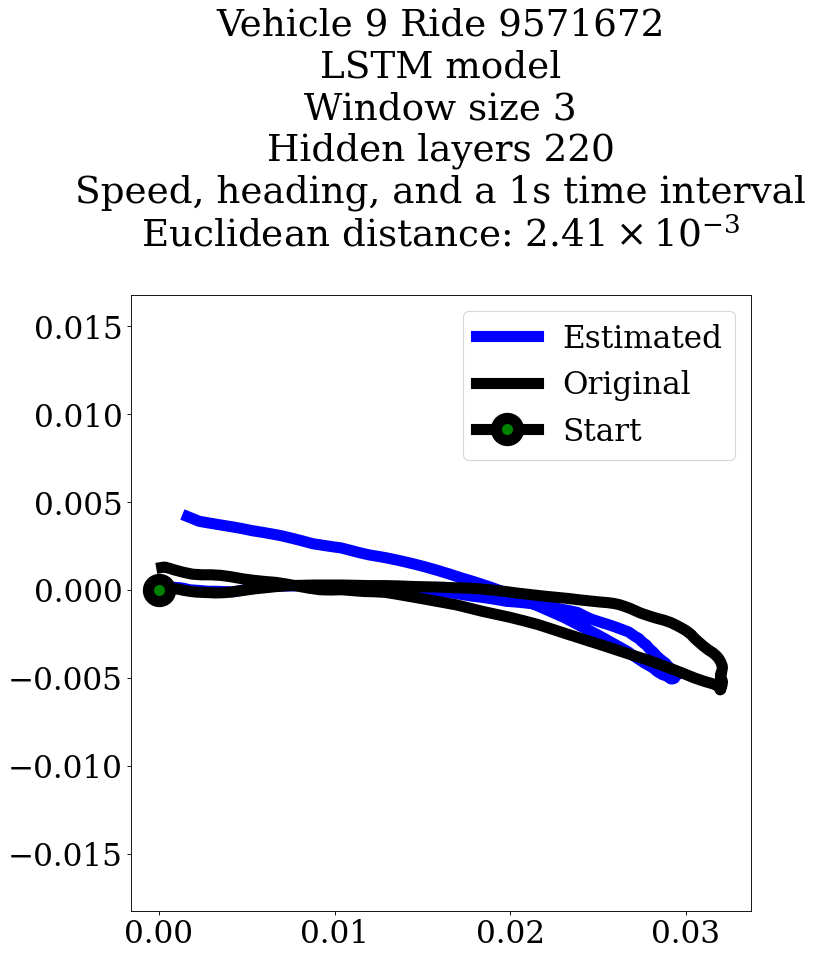 Vehicle 9 Ride 9571672
LSTM model
Window size 3
Hidden layers 220
Speed, heading, and a 1s time interval
Euclidean distance: 2.41 × 10⁻³
Estimated
Original
Start
0.015
0.010
0.005
0.000
−0.005
−0.010
−0.015
0.00 0.01 0.02 0.03